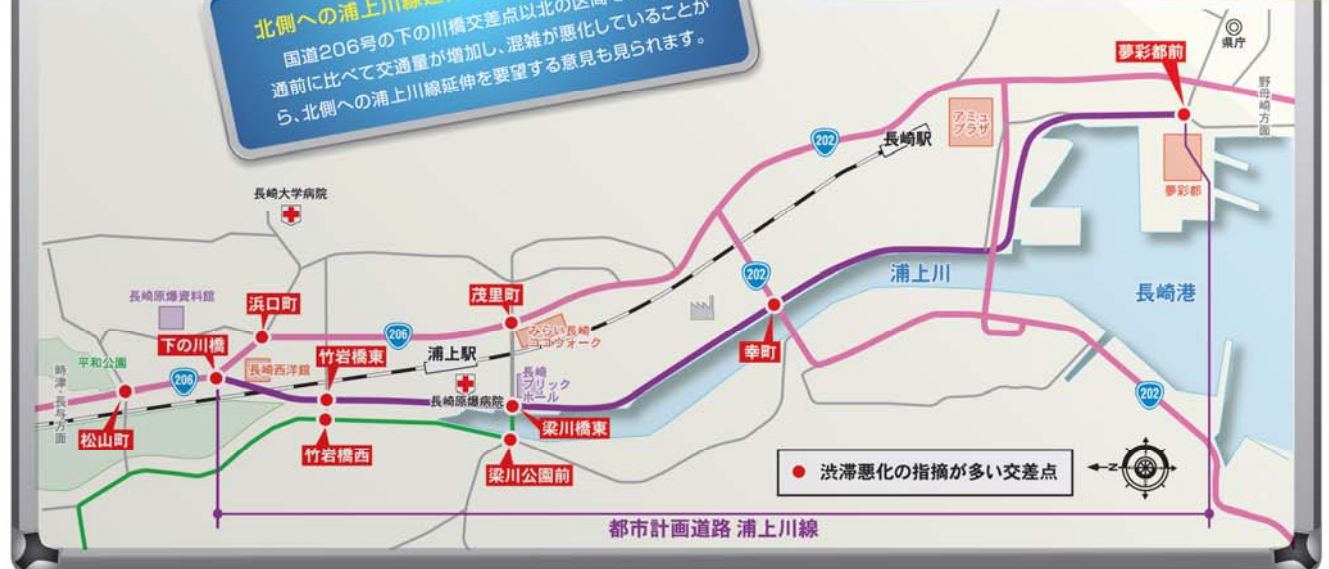 北側への浦上川線延
国道206号の下の川橋交差点以北の区間
通前に比べて交通量が増加し、混雑が悪化していることが
ら、北側への浦上川線延伸を要望する意見も見られます。
県庁
夢彩都前
野母崎方面
アミュ
プラザ
長崎駅
202
夢彩都
長崎大学病院
202
浦上川
長崎港
長崎原爆資料館
浜口町
茂里町
みらい長崎
ココウォーク
206
下の川橋
竹岩橋東
浦上駅
幸町
平和公園
206
長崎西洋館
長崎
ブリック
ホール
長崎原爆病院
時津・長与方面
202
松山町
竹岩橋西
梁川橋東
梁川公園前
渋滞悪化の指摘が多い交差点
N
都市計画道路 浦上川線